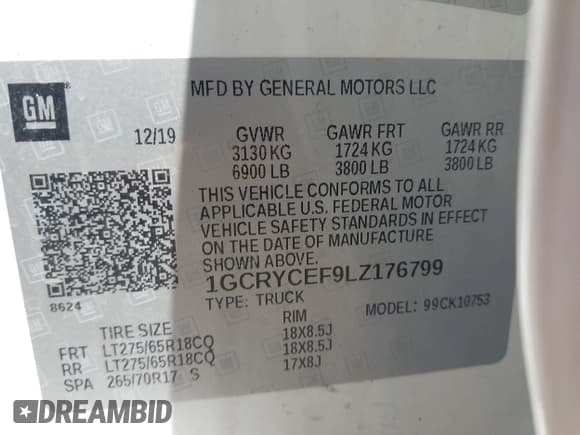 GM
MFD BY GENERAL MOTORS LLC
12/19 GVWR GAWR FRT GAWR RR
3130 KG 1724 KG 1724 KG
6900 LB 3800 LB 3800 LB
THIS VEHICLE CONFORMS TO ALL
APPLICABLE U.S. FEDERAL MOTOR
VEHICLE SAFETY STANDARDS IN EFFECT
ON THE DATE OF MANUFACTURE
SHOWN ABOVE.
1GCRYCEF9LZ176799
8624 TYPE: TRUCK MODEL: 99CK10753
TIRE SIZE RIM
FRT LT275/65R18CQ 18X8.5J
RR LT275/65R18CQ 18X8.5J
SPA 265/70R17 S 17X8J
DREAMBID